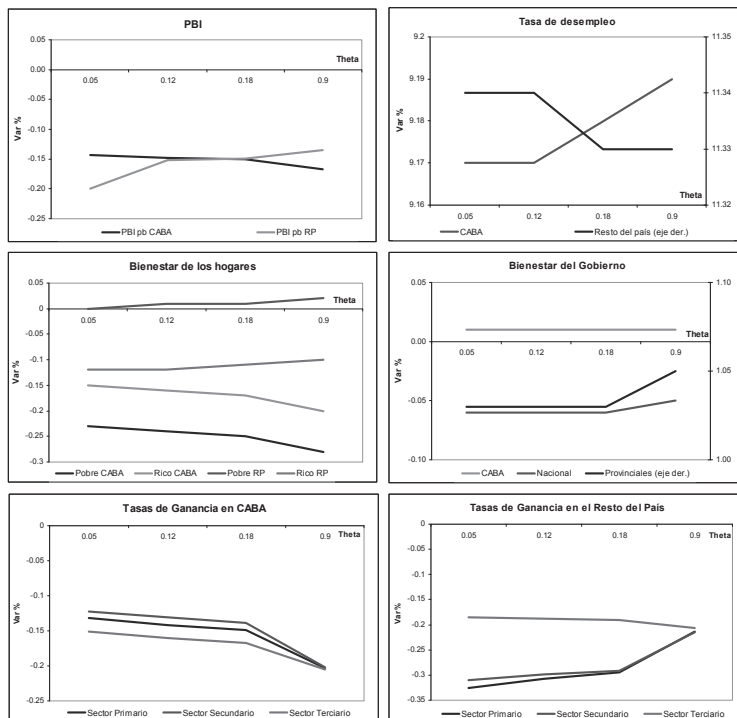 PBI
0.05
0.00
-0.05
-0.10
-0.15
-0.20
-0.25
Var %
Theta
0.05 0.12 0.18 0.9
PBI pb CABA PBI pb RP
Tasa de desempleo
9.2
9.19
9.18
9.17
9.16
Var %
11.35
11.34
11.33
11.32
Theta
0.05 0.12 0.18 0.9
CABA Resto del país (eje der.)
Bienestar de los hogares
0.05
0
-0.05
-0.1
-0.15
-0.2
-0.25
-0.3
Var %
Theta
0.05 0.12 0.18 0.9
Pobre CABA Rico CABA Pobre RP Rico RP
Bienestar del Gobierno
0.05
0.00
-0.05
-0.10
Var %
1.10
1.05
1.00
Theta
0.05 0.12 0.18 0.9
CABA Nacional Provinciales (eje der.)
Tasas de Ganancia en CABA
0
-0.05
-0.1
-0.15
-0.2
-0.25
Var %
0.05 0.12 0.18 0.9 Theta
Sector Primario Sector Secundario Sector Terciario
Tasas de Ganancia en el Resto del País
0
-0.05
-0.1
-0.15
-0.2
-0.25
-0.3
-0.35
Var %
0.05 0.12 0.18 0.9 Theta
Sector Primario Sector Secundario Sector Terciario